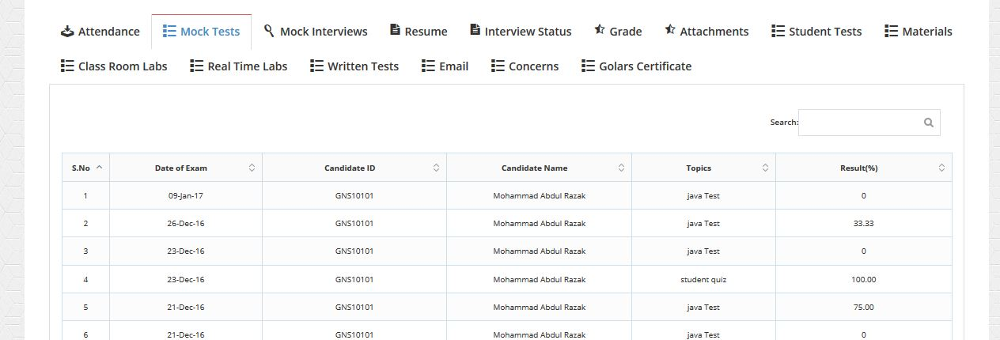 Attendance Mock Tests Mock Interviews Resume Interview Status Grade Attachments Student Tests Materials
Class Room Labs Real Time Labs Written Tests Email Concerns Golars Certificate
Search:
S.No Date of Exam Candidate ID Candidate Name Topics Result(%)
1 09-Jan-17 GNS10101 Mohammad Abdul Razak java Test 0
2 26-Dec-16 GNS10101 Mohammad Abdul Razak java Test 33.33
3 23-Dec-16 GNS10101 Mohammad Abdul Razak java Test 0
4 23-Dec-16 GNS10101 Mohammad Abdul Razak student quiz 100.00
5 21-Dec-16 GNS10101 Mohammad Abdul Razak java Test 75.00
6 21-Dec-16 GNS10101 Mohammad Abdul Razak java Test 0